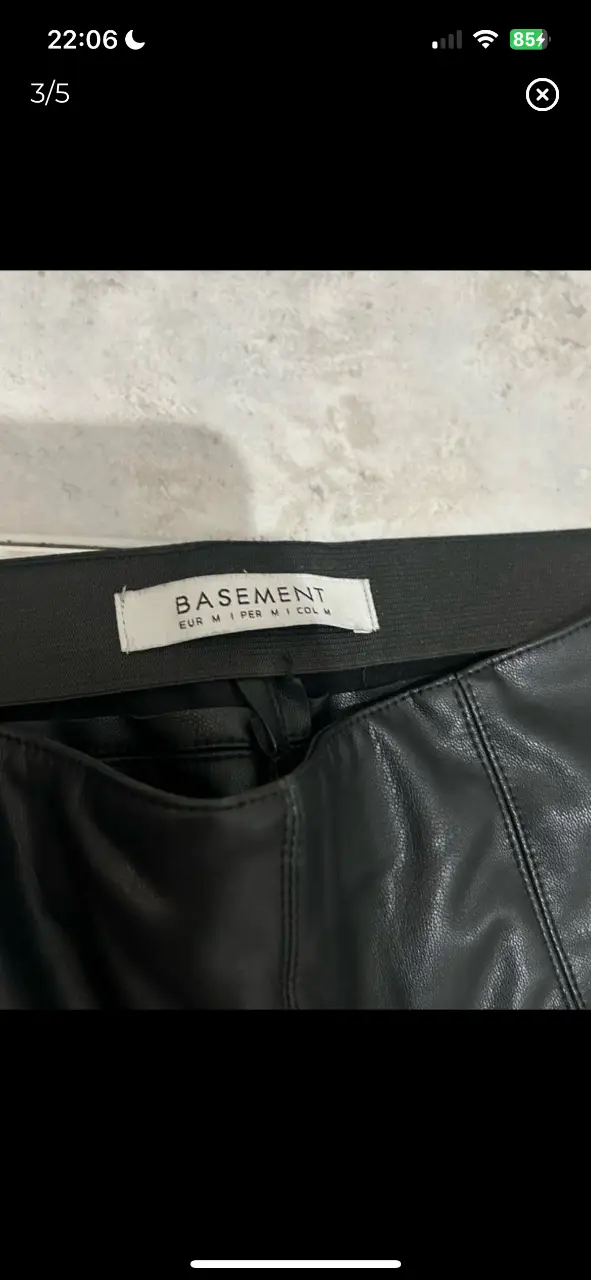 22:06
85
3/5
BASEMENT
EUR M | PER M | COL M